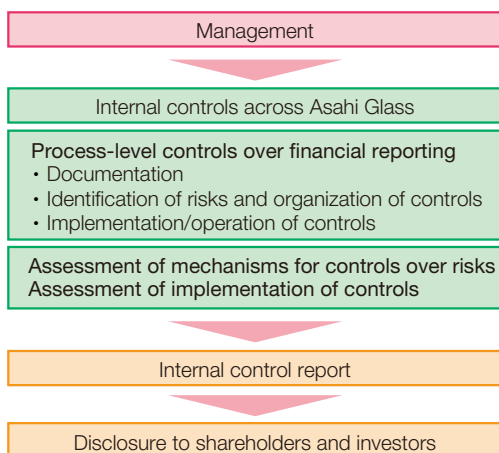 Management
Internal controls across Asahi Glass
Process-level controls over financial reporting
• Documentation
• Identification of risks and organization of controls
• Implementation/operation of controls
Assessment of mechanisms for controls over risks
Assessment of implementation of controls
Internal control report
Disclosure to shareholders and investors